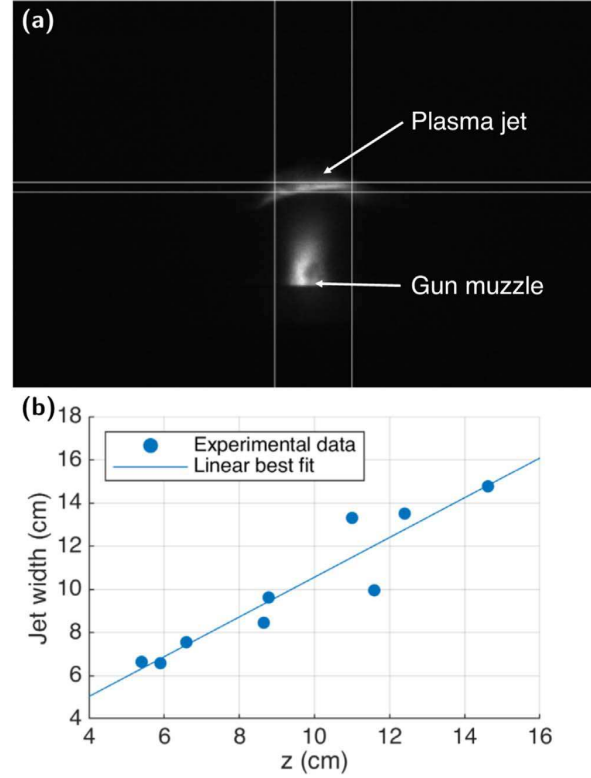 (a)
Plasma jet
Gun muzzle
(b)
18
16
14
12
10
8
6
4
Jet width (cm)
Experimental data
Linear best fit
4 6 8 10 12 14 16
z (cm)